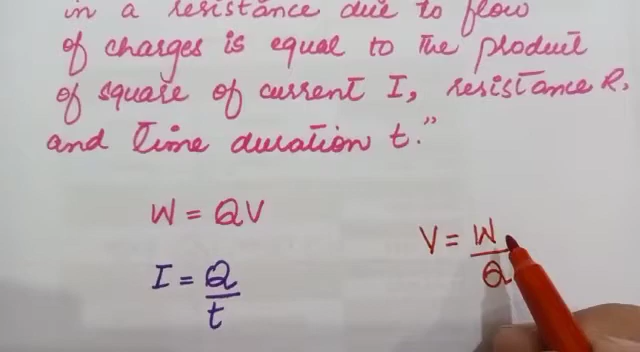 in a resistance due to flow
of charges is equal to the product
of square of current I, resistance R,
and time duration t."
W = QV
V = W/Q
I = Q/t